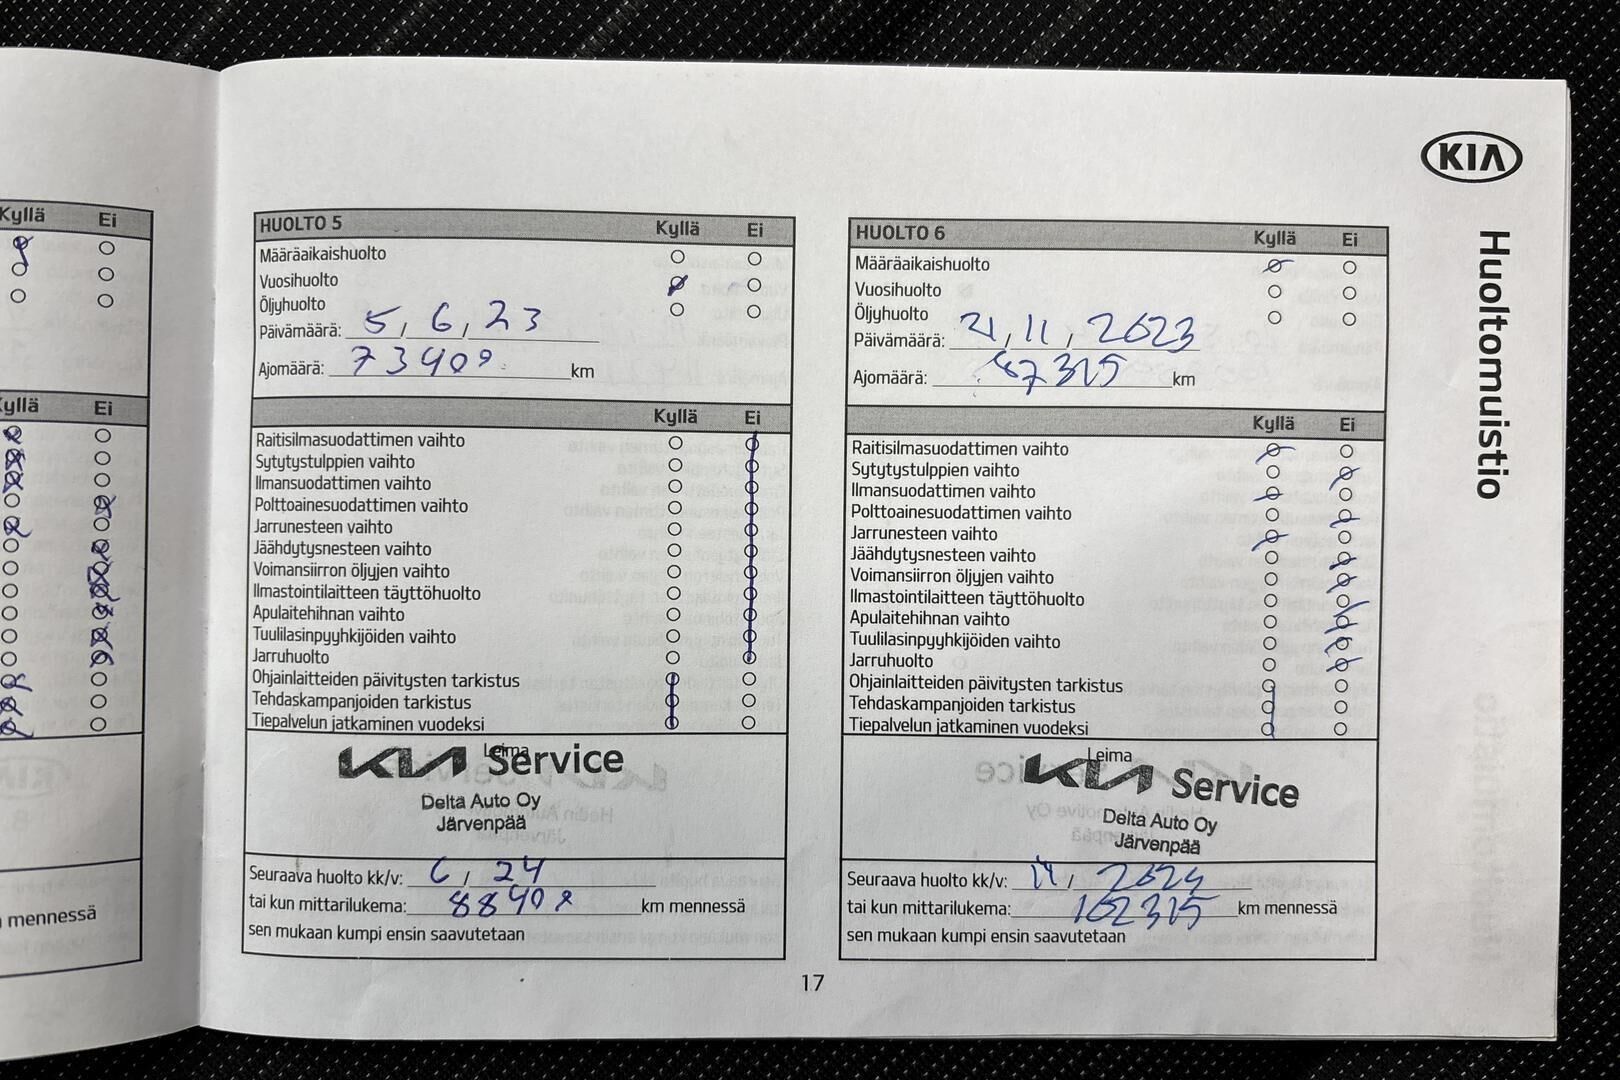 Kyllä Ei
Kyllä Ei
mennessä
HUOLTO 5 Kyllä Ei
Määräaikaishuolto
Vuosihuolto
Öljyhuolto
Päivämäärä: 5, 6, 23
Ajomäärä: 73409 km
Kyllä Ei
Raitisilmasuodattimen vaihto
Sytytystulppien vaihto
Ilmansuodattimen vaihto
Polttoainesuodattimen vaihto
Jarrunesteen vaihto
Jäähdytysnesteen vaihto
Voimansiirron öljyjen vaihto
Ilmastointilaitteen täyttöhuolto
Apulaitehihnan vaihto
Tuulilasinpyyhkijöiden vaihto
Jarruhuolto
Ohjainlaitteiden päivitysten tarkistus
Tehdaskampanjoiden tarkistus
Tiepalvelun jatkaminen vuodeksi
Leima
KIA Service
Delta Auto Oy
Järvenpää
Seuraava huolto kk/v: 6 / 24
tai kun mittarilukema: 88409 km mennessä
sen mukaan kumpi ensin saavutetaan
HUOLTO 6 Kyllä Ei
Määräaikaishuolto
Vuosihuolto
Öljyhuolto
Päivämäärä: 21, 11, 2023
Ajomäärä: 87315 km
Kyllä Ei
Raitisilmasuodattimen vaihto
Sytytystulppien vaihto
Ilmansuodattimen vaihto
Polttoainesuodattimen vaihto
Jarrunesteen vaihto
Jäähdytysnesteen vaihto
Voimansiirron öljyjen vaihto
Ilmastointilaitteen täyttöhuolto
Apulaitehihnan vaihto
Tuulilasinpyyhkijöiden vaihto
Jarruhuolto
Ohjainlaitteiden päivitysten tarkistus
Tehdaskampanjoiden tarkistus
Tiepalvelun jatkaminen vuodeksi
Leima
KIA Service
Delta Auto Oy
Järvenpää
Seuraava huolto kk/v: 11 / 2024
tai kun mittarilukema: 102315 km mennessä
sen mukaan kumpi ensin saavutetaan
KIA
Huoltomuistio
17